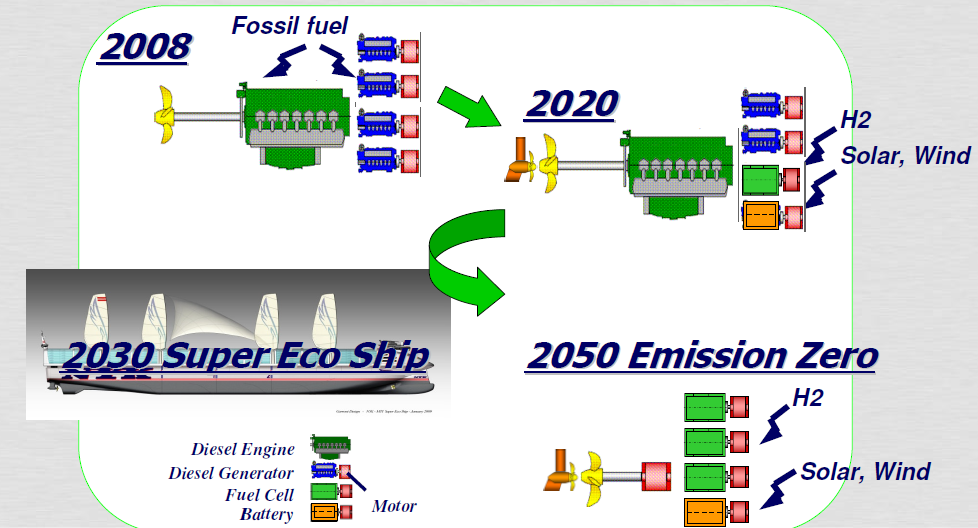 2008
Fossil fuel
2020
H2
Solar, Wind
2030 Super Eco Ship
2050 Emission Zero
H2
Solar, Wind
Diesel Engine
Diesel Generator
Fuel Cell
Battery
Motor